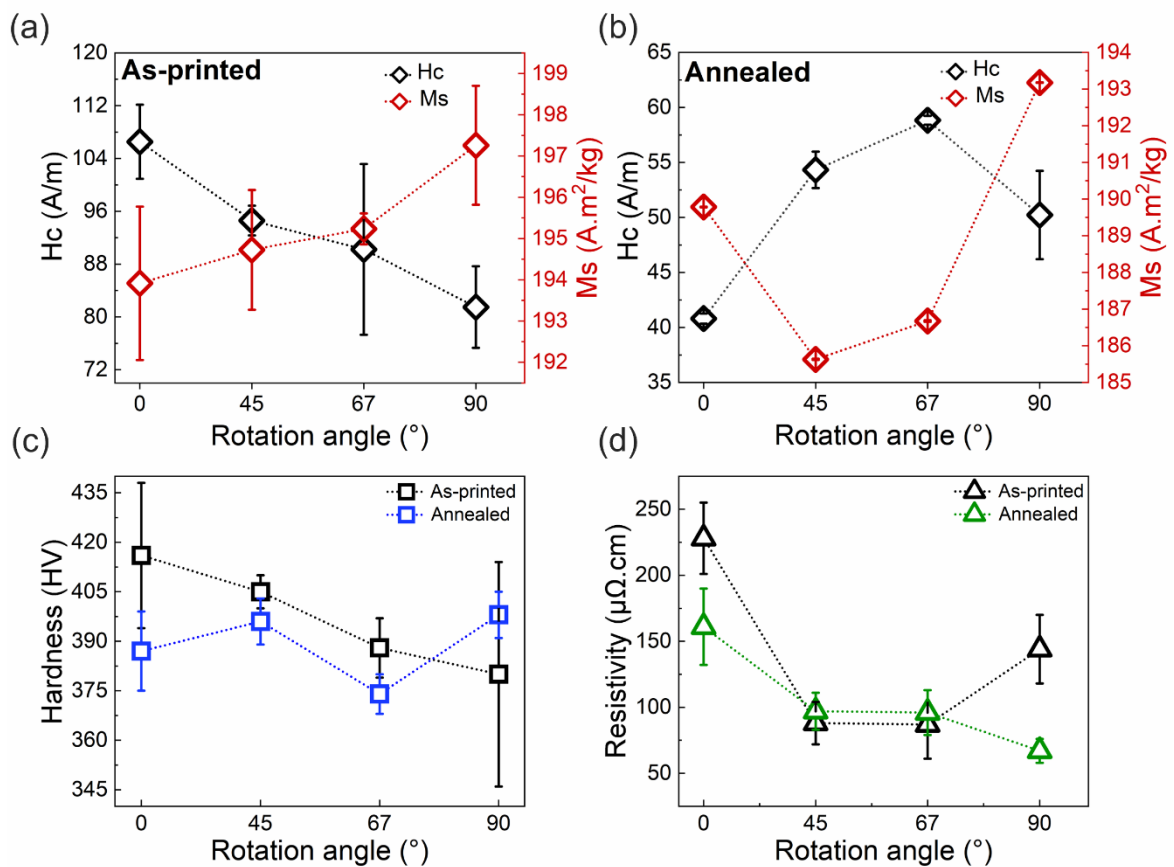 (a)
As-printed
Hc
Ms
120
112
104
96
88
80
72
Hc (A/m)
199
198
197
196
195
194
193
192
Ms (A.m²/kg)
0 45 67 90
Rotation angle (°)
(b)
Annealed
Hc
Ms
65
60
55
50
45
40
35
Hc (A/m)
194
193
192
191
190
189
188
187
186
185
Ms (A.m²/kg)
0 45 67 90
Rotation angle (°)
(c)
As-printed
Annealed
435
420
405
390
375
360
345
Hardness (HV)
0 45 67 90
Rotation angle (°)
(d)
As-printed
Annealed
250
200
150
100
50
Resistivity (μΩ.cm)
0 45 67 90
Rotation angle (°)